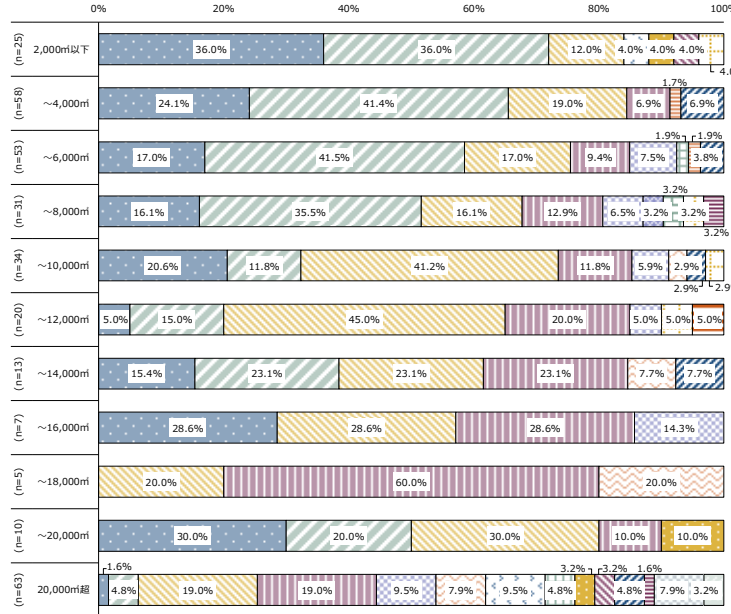 0% 20% 40% 60% 80% 100%
(n=25) 2,000㎡以下 36.0% 36.0% 12.0% 4.0% 4.0% 4.0%
4.0
1.7%
(n=58) ～4,000㎡ 24.1% 41.4% 19.0% 6.9% 6.9%
1.9% 1.9%
(n=53) ～6,000㎡ 17.0% 41.5% 17.0% 9.4% 7.5% 3.8%
3.2%
(n=31) ～8,000㎡ 16.1% 35.5% 16.1% 12.9% 6.5% 3.2% 3.2%
3.2%
(n=34) ～10,000㎡ 20.6% 11.8% 41.2% 11.8% 5.9% 2.9%
2.9% 2.9
(n=20) ～12,000㎡ 5.0% 15.0% 45.0% 20.0% 5.0% 5.0% 5.0%
(n=13) ～14,000㎡ 15.4% 23.1% 23.1% 23.1% 7.7% 7.7%
(n=7) ～16,000㎡ 28.6% 28.6% 28.6% 14.3%
(n=5) ～18,000㎡ 20.0% 60.0% 20.0%
(n=10) ～20,000㎡ 30.0% 20.0% 30.0% 10.0% 10.0%
1.6% 3.2% 3.2% 1.6%
(n=63) 20,000㎡超 4.8% 19.0% 19.0% 9.5% 7.9% 9.5% 4.8% 4.8% 7.9% 3.2%